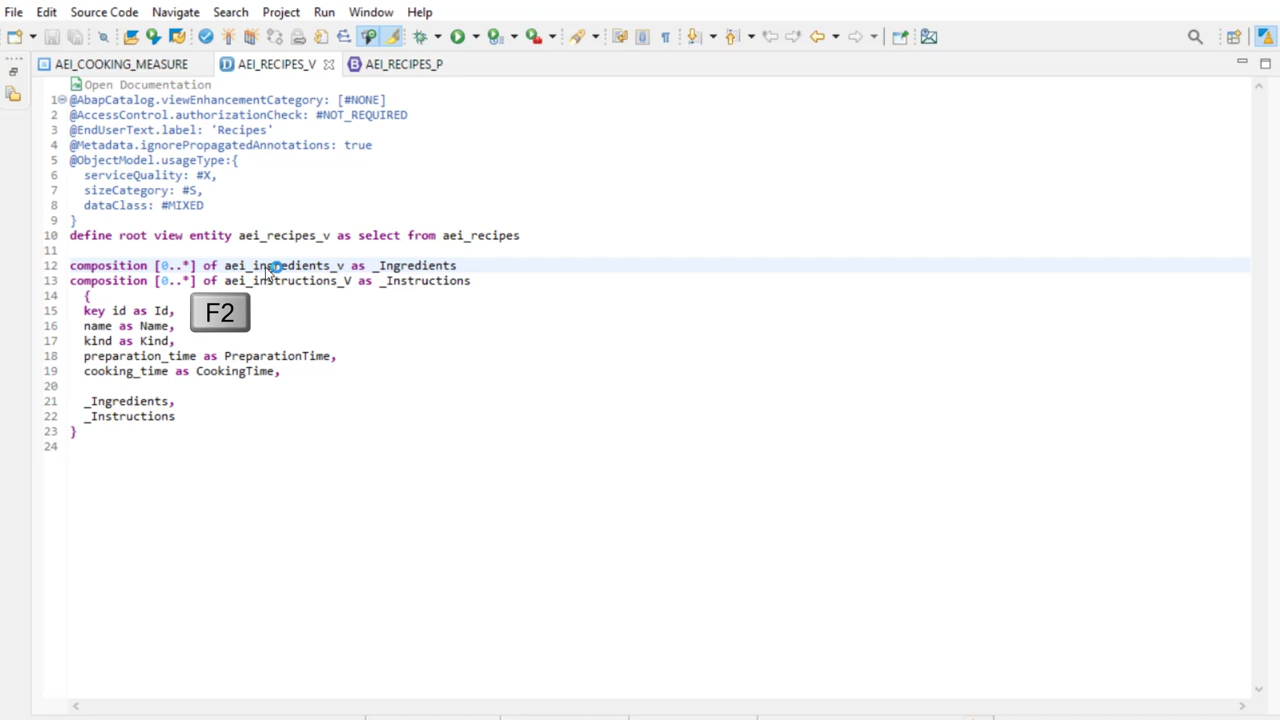 File Edit Source Code Navigate Search Project Run Window Help
AEI_COOKING_MEASURE AEI_RECIPES_V AEI_RECIPES_P
Open Documentation
1 @AbapCatalog.viewEnhancementCategory: [#NONE]
2 @AccessControl.authorizationCheck: #NOT_REQUIRED
3 @EndUserText.label: 'Recipes'
4 @Metadata.ignorePropagatedAnnotations: true
5 @ObjectModel.usageType:{
6 serviceQuality: #X,
7 sizeCategory: #S,
8 dataClass: #MIXED
9 }
10 define root view entity aei_recipes_v as select from aei_recipes
11
12 composition [0..*] of aei_ingredients_v as _Ingredients
13 composition [0..*] of aei_instructions_V as _Instructions
14 {
15 key id as Id,
16 name as Name,
17 kind as Kind,
18 preparation_time as PreparationTime,
19 cooking_time as CookingTime,
20
21 _Ingredients,
22 _Instructions
23 }
24
F2